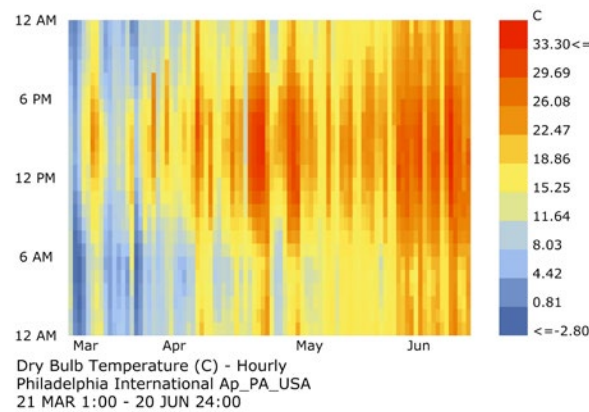 12 AM
6 PM
12 PM
6 AM
12 AM
Mar Apr May Jun
C
33.30<=
29.69
26.08
22.47
18.86
15.25
11.64
8.03
4.42
0.81
<=-2.80
Dry Bulb Temperature (C) - Hourly
Philadelphia International Ap_PA_USA
21 MAR 1:00 - 20 JUN 24:00